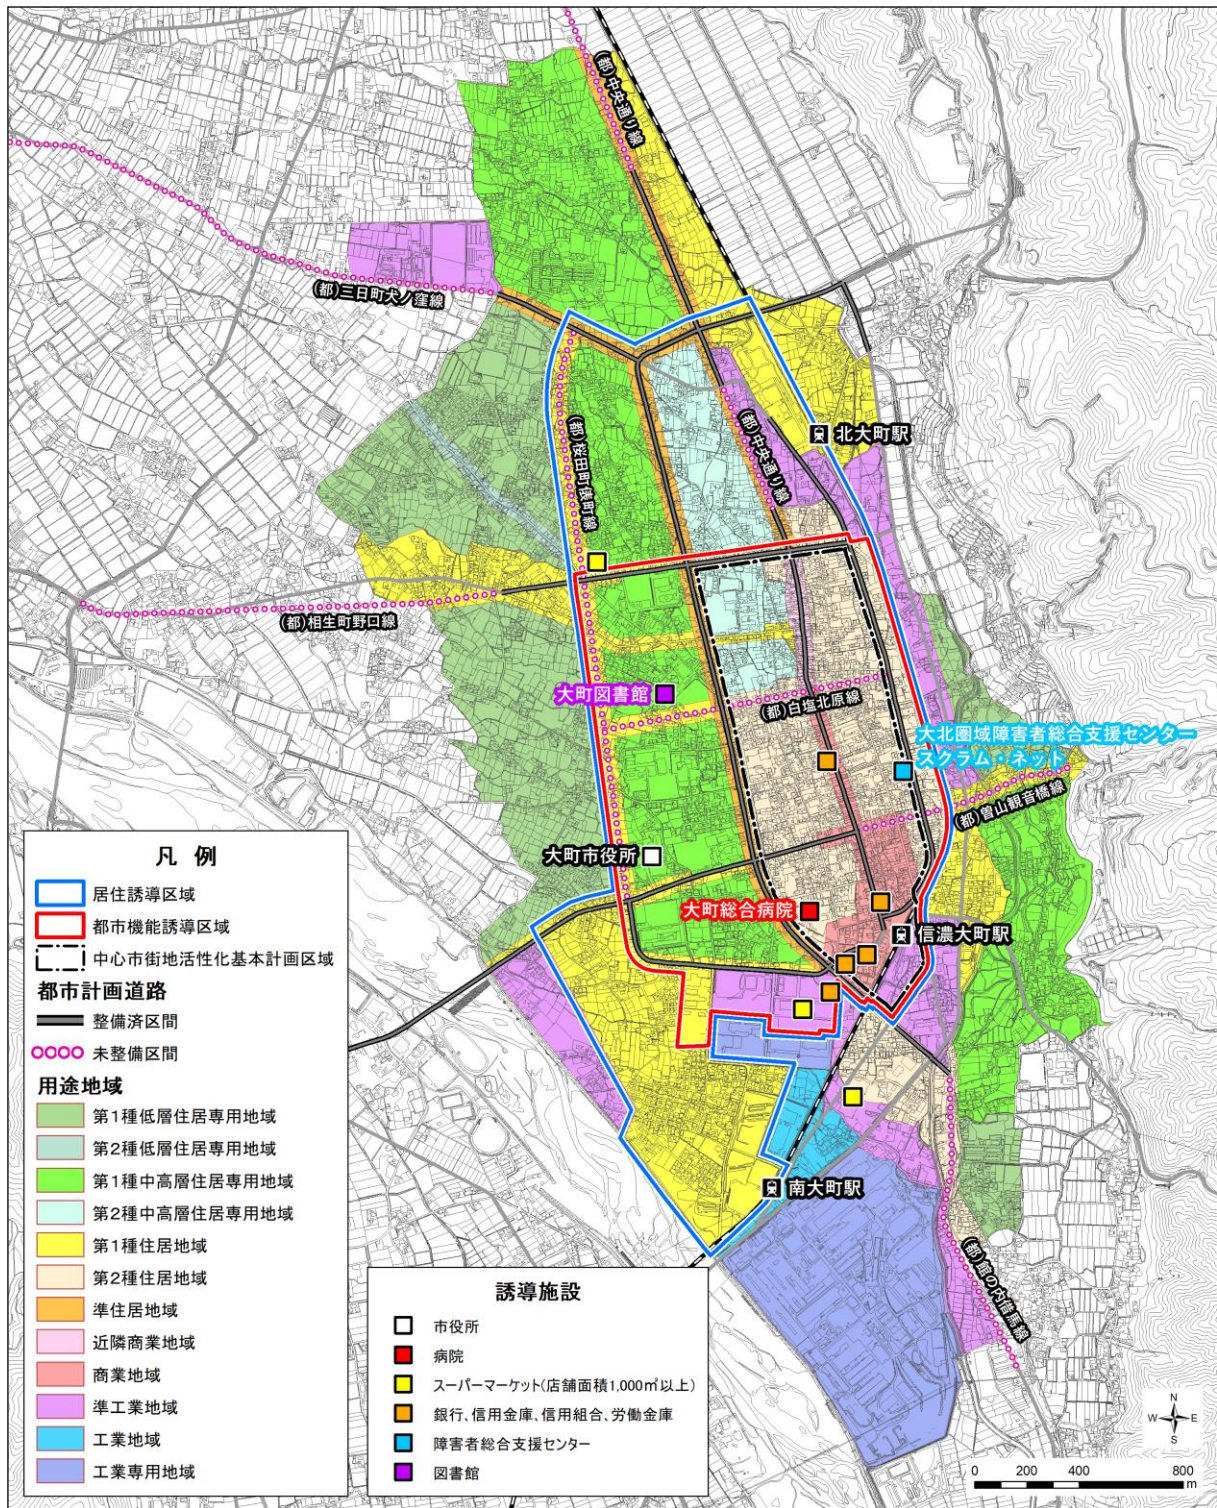 (都)中央通り線
(都)三日町大ノ窪線
北大町駅
(都)桜田町俵町線
(都)中央通り線
(都)相生町野口線
大町図書館
(都)白塩北原線
大北圏域障害者総合支援センター
スクラム・ネット
(都)曽山観音橋線
大町市役所
大町総合病院
信濃大町駅
南大町駅
(都)館の内借馬線
凡 例
居住誘導区域
都市機能誘導区域
中心市街地活性化基本計画区域
都市計画道路
整備済区間
未整備区間
用途地域
第1種低層住居専用地域
第2種低層住居専用地域
第1種中高層住居専用地域
第2種中高層住居専用地域
第1種住居地域
第2種住居地域
準住居地域
近隣商業地域
商業地域
準工業地域
工業地域
工業専用地域
誘導施設
市役所
病院
スーパーマーケット(店舗面積1,000㎡以上)
銀行、信用金庫、信用組合、労働金庫
障害者総合支援センター
図書館
N
W E
S
0 200 400 800
m